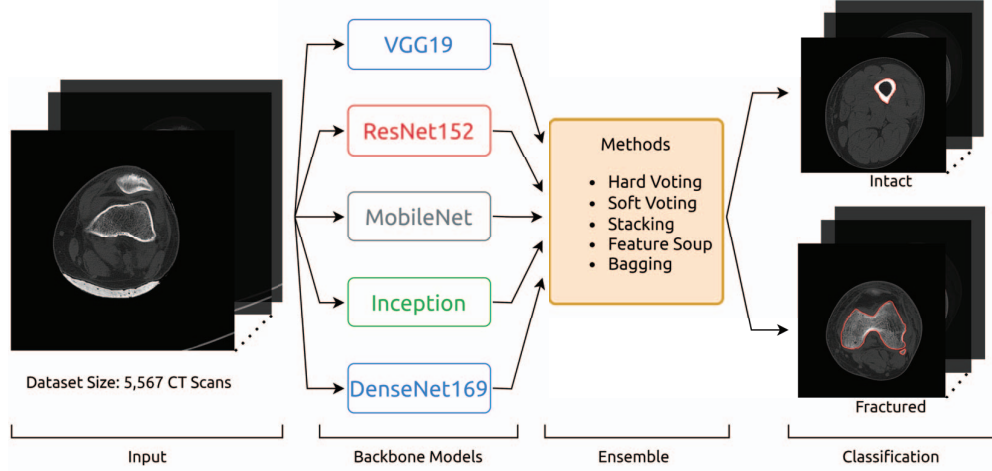 VGG19
ResNet152
MobileNet
Inception
DenseNet169
Dataset Size: 5,567 CT Scans
Methods
• Hard Voting
• Soft Voting
• Stacking
• Feature Soup
• Bagging
Intact
Fractured
Input
Backbone Models
Ensemble
Classification